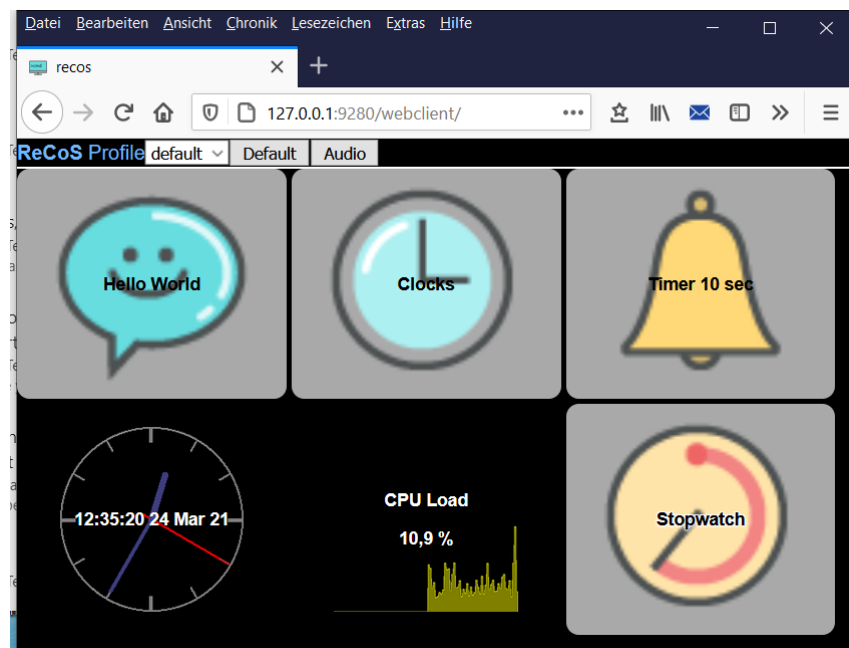 Datei Bearbeiten Ansicht Chronik Lesezeichen Extras Hilfe
recos
127.0.0.1:9280/webclient/
ReCoS Profile default Default Audio
Hello World
Clocks
Timer 10 sec
12:35:20 24 Mar 21
CPU Load
10,9 %
Stopwatch